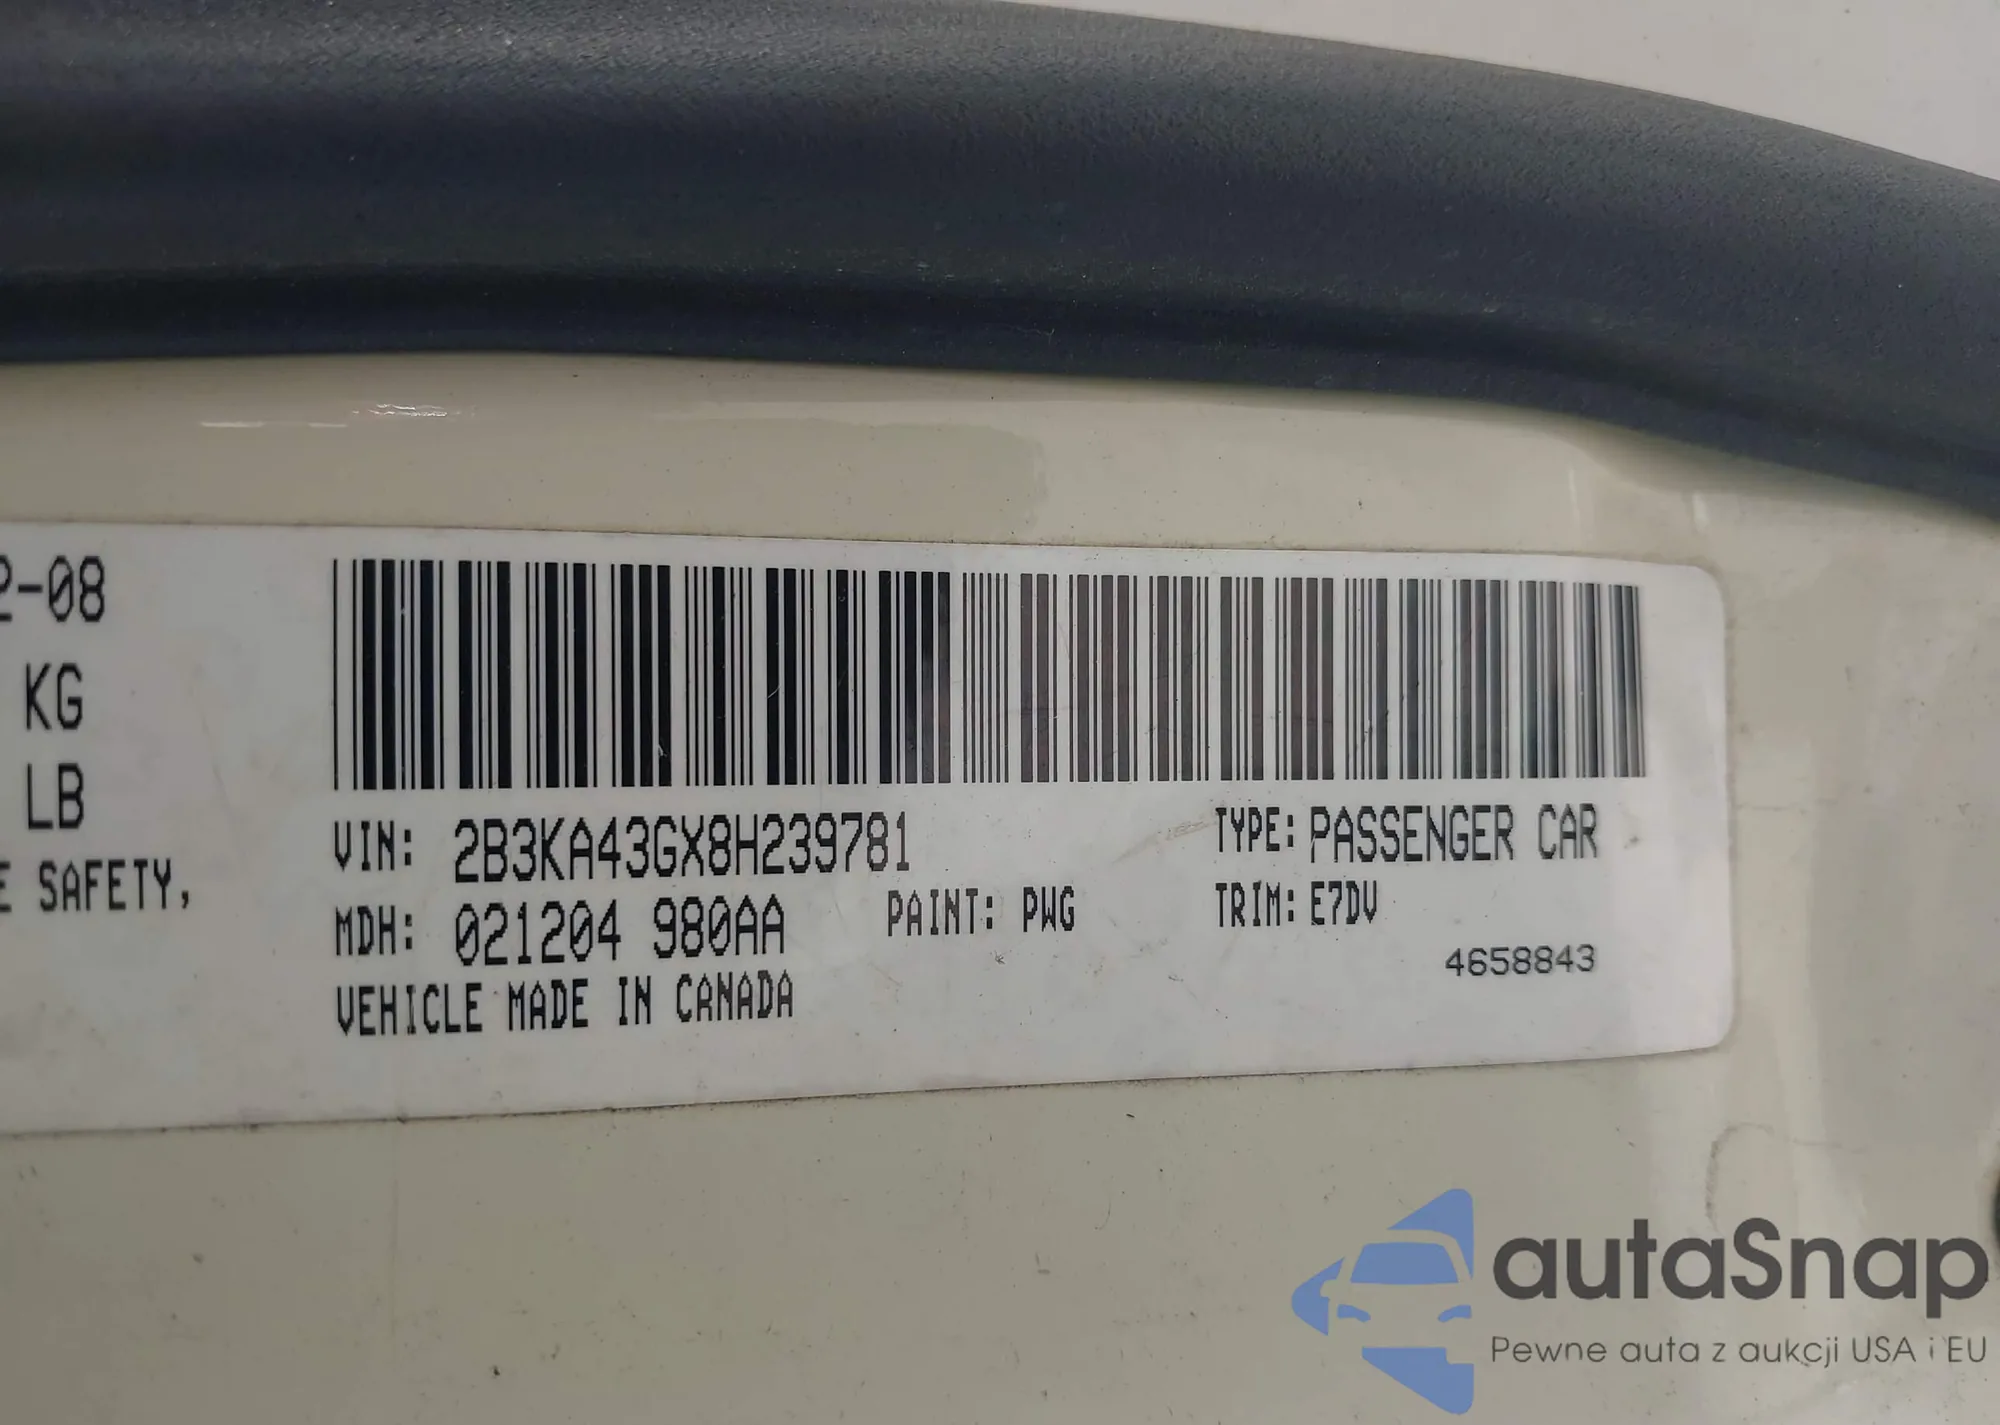 2-08
KG
LB
E SAFETY,
VIN: 2B3KA43GX8H239781
TYPE: PASSENGER CAR
MDH: 021204 980AA
PAINT: PWG
TRIM: E7DV
VEHICLE MADE IN CANADA
4658843
autaSnap
Pewne auta z aukcji USA i EU